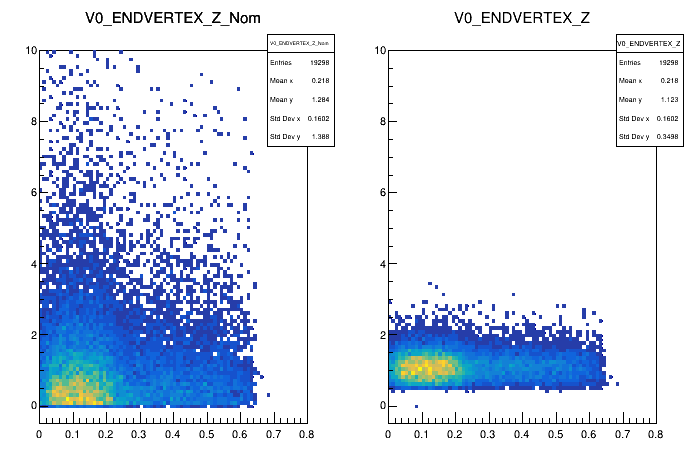 V0_ENDVERTEX_Z_Nom
V0_ENDVERTEX_Z_Nom
Entries 19298
Mean x 0.218
Mean y 1.284
Std Dev x 0.1602
Std Dev y 1.388
10
8
6
4
2
0
0 0.1 0.2 0.3 0.4 0.5 0.6 0.7 0.8
V0_ENDVERTEX_Z
V0_ENDVERTEX_Z
Entries 19298
Mean x 0.218
Mean y 1.123
Std Dev x 0.1602
Std Dev y 0.3498
10
8
6
4
2
0
0 0.1 0.2 0.3 0.4 0.5 0.6 0.7 0.8